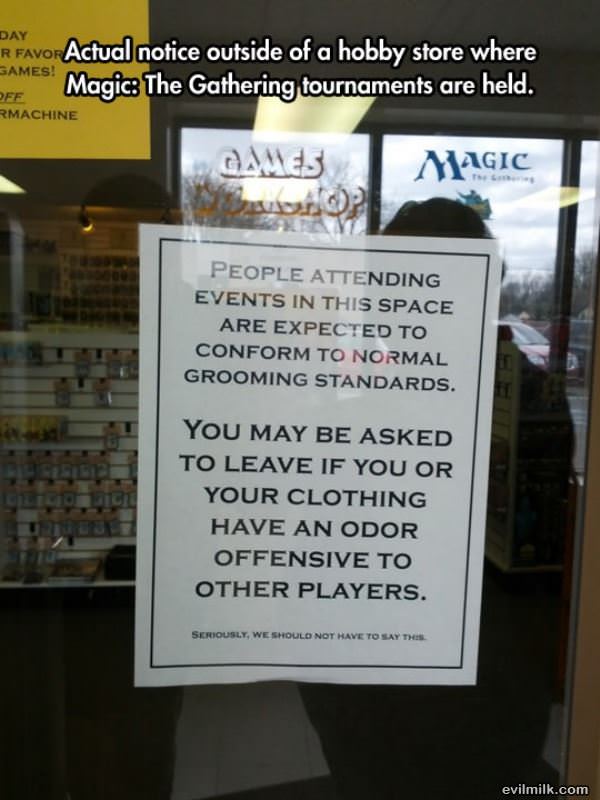 DAY
R FAVOR
GAMES!
OFF
RMACHINE
Actual notice outside of a hobby store where
Magic: The Gathering tournaments are held.
GAMES
WORKSHOP
MAGIC
The Gathering
PEOPLE ATTENDING
EVENTS IN THIS SPACE
ARE EXPECTED TO
CONFORM TO NORMAL
GROOMING STANDARDS.
YOU MAY BE ASKED
TO LEAVE IF YOU OR
YOUR CLOTHING
HAVE AN ODOR
OFFENSIVE TO
OTHER PLAYERS.
SERIOUSLY, WE SHOULD NOT HAVE TO SAY THIS.
evilmilk.com